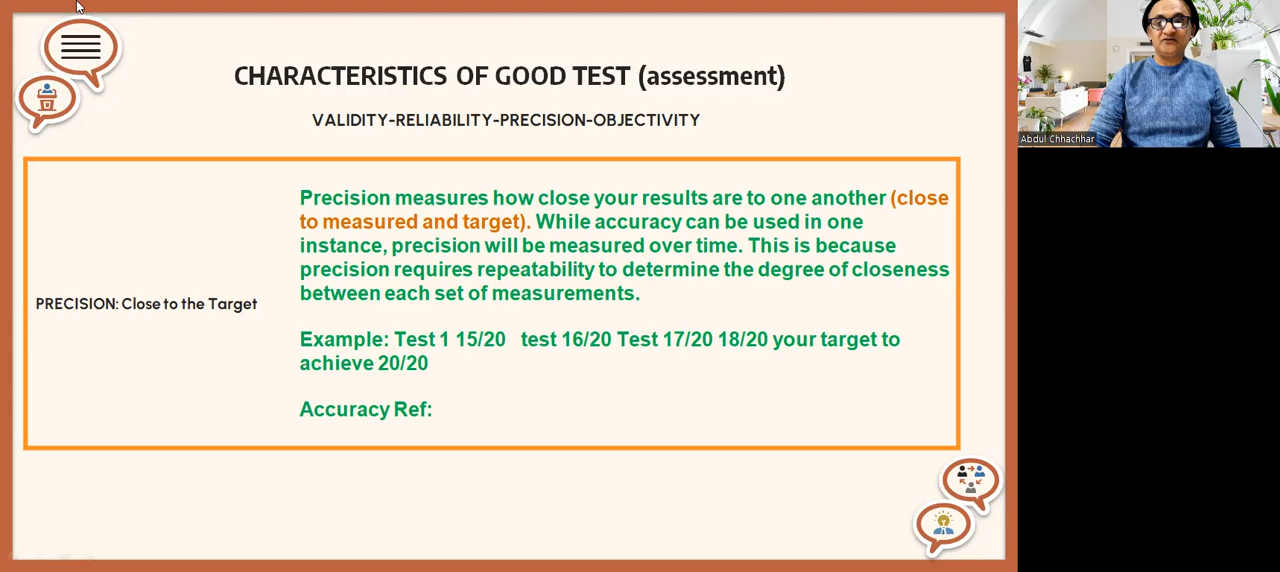 CHARACTERISTICS OF GOOD TEST (assessment)
VALIDITY-RELIABILITY-PRECISION-OBJECTIVITY
PRECISION: Close to the Target
Precision measures how close your results are to one another (close
to measured and target). While accuracy can be used in one
instance, precision will be measured over time. This is because
precision requires repeatability to determine the degree of closeness
between each set of measurements.
Example: Test 1 15/20 test 16/20 Test 17/20 18/20 your target to
achieve 20/20
Accuracy Ref:
Abdul Chhachhar